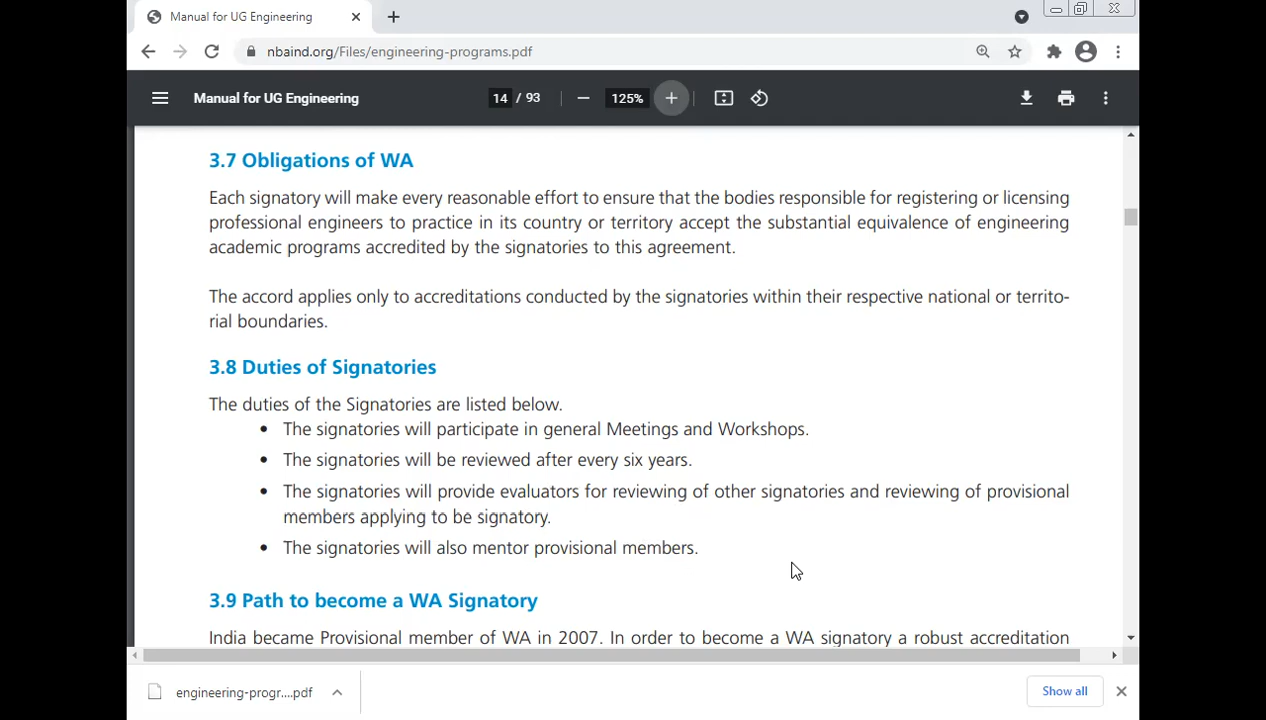 Manual for UG Engineering
nbaind.org/Files/engineering-programs.pdf
Manual for UG Engineering 14 / 93 125%
3.7 Obligations of WA
Each signatory will make every reasonable effort to ensure that the bodies responsible for registering or licensing
professional engineers to practice in its country or territory accept the substantial equivalence of engineering
academic programs accredited by the signatories to this agreement.
The accord applies only to accreditations conducted by the signatories within their respective national or territo-
rial boundaries.
3.8 Duties of Signatories
The duties of the Signatories are listed below.
• The signatories will participate in general Meetings and Workshops.
• The signatories will be reviewed after every six years.
• The signatories will provide evaluators for reviewing of other signatories and reviewing of provisional
members applying to be signatory.
• The signatories will also mentor provisional members.
3.9 Path to become a WA Signatory
India became Provisional member of WA in 2007. In order to become a WA signatory a robust accreditation
engineering-progr....pdf Show all